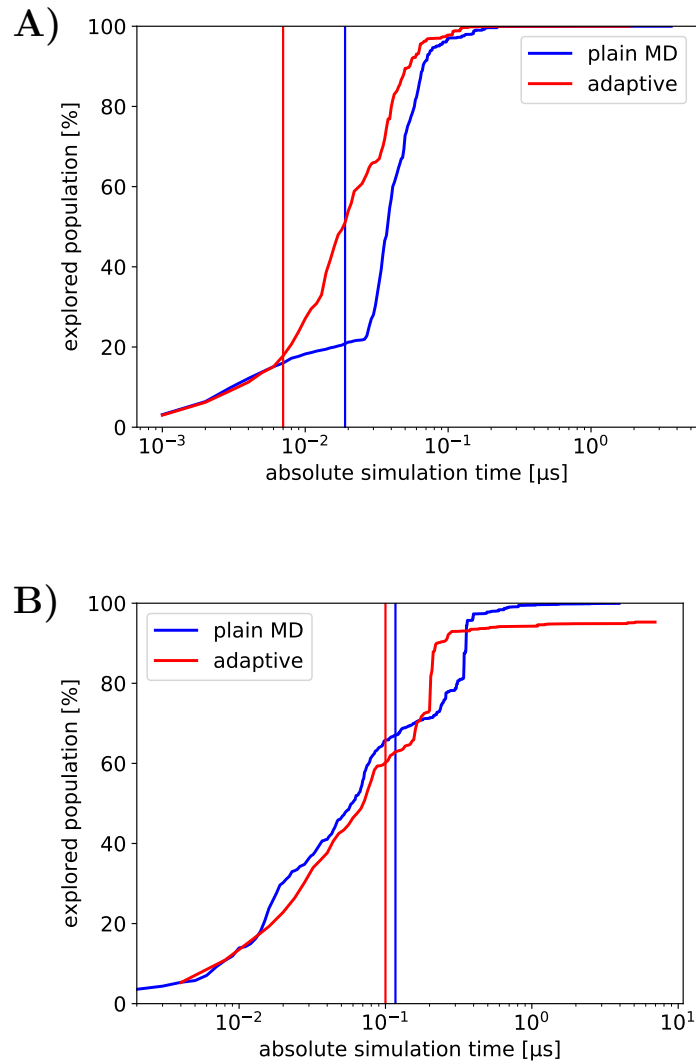 A)
100
80
60
40
20
0
explored population [%]
plain MD
adaptive
10⁻³
10⁻²
10⁻¹
10⁰
absolute simulation time [µs]
B)
100
80
60
40
20
0
explored population [%]
plain MD
adaptive
10⁻²
10⁻¹
10⁰
10¹
absolute simulation time [µs]